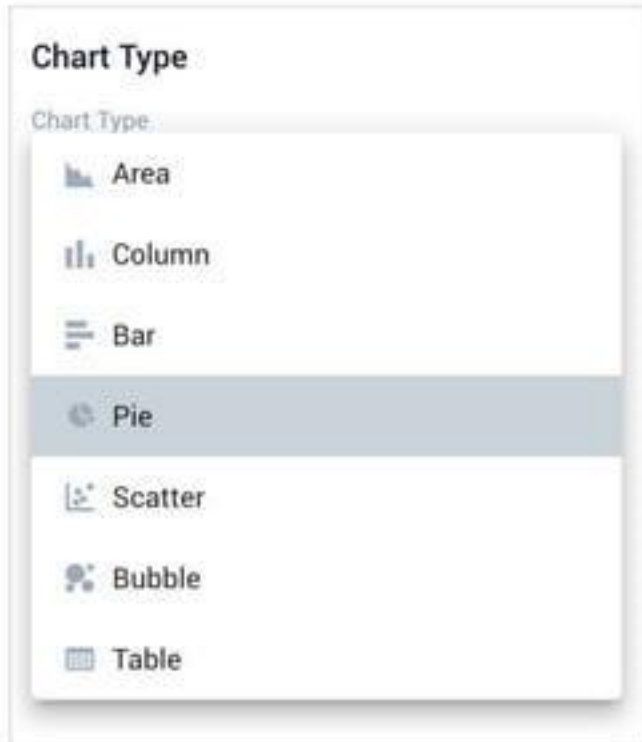 Chart Type
Chart Type
Area
Column
Bar
Pie
Scatter
Bubble
Table